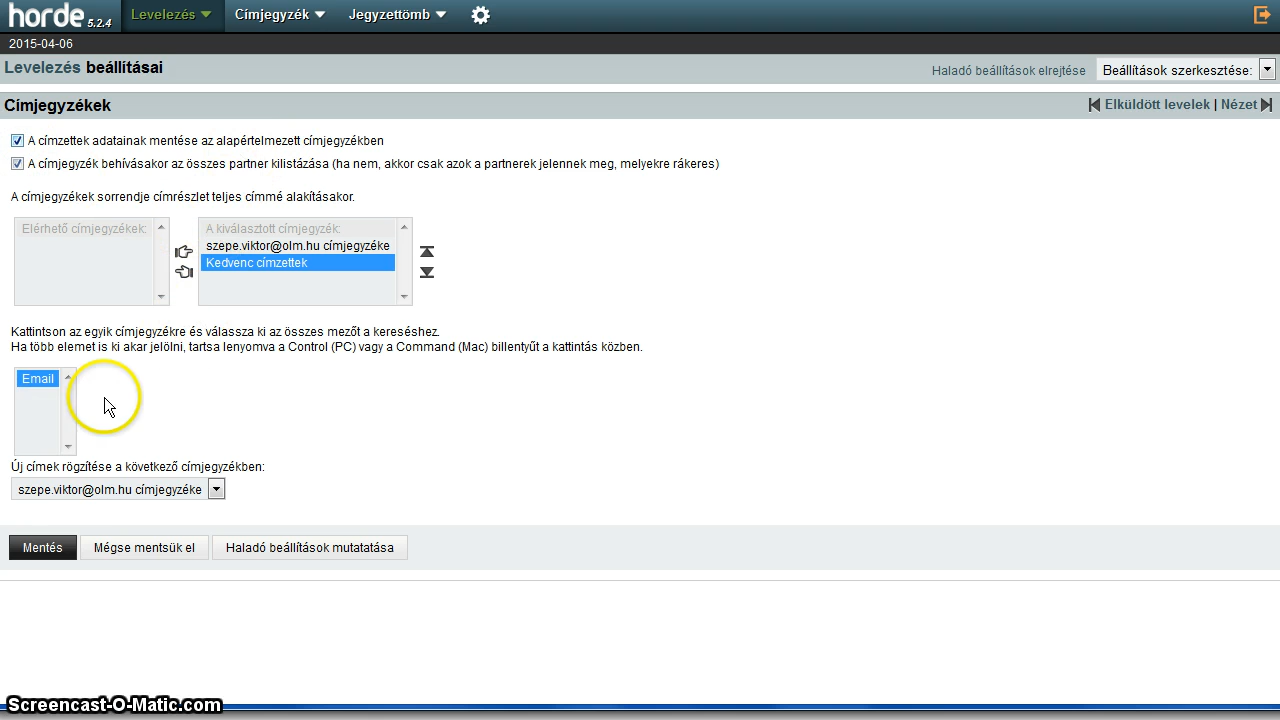 horde 5.2.4 Levelezés Címjegyzék Jegyzettömb
2015-04-06
Levelezés beállításai Haladó beállítások elrejtése Beállítások szerkesztése:
Címjegyzékek Elküldött levelek | Nézet
A címzettek adatainak mentése az alapértelmezett címjegyzékben
A címjegyzék behívásakor az összes partner kilistázása (ha nem, akkor csak azok a partnerek jelennek meg, melyekre rákeres)
A címjegyzékek sorrendje címrészlet teljes címmé alakításakor.
Elérhető címjegyzékek: A kiválasztott címjegyzék:
szepe.viktor@olm.hu címjegyzéke
Kedvenc címzettek
Kattintson az egyik címjegyzékre és válassza ki az összes mezőt a kereséshez.
Ha több elemet is ki akar jelölni, tartsa lenyomva a Control (PC) vagy a Command (Mac) billentyűt a kattintás közben.
Email
Új címek rögzítése a következő címjegyzékben:
szepe.viktor@olm.hu címjegyzéke
Mentés Mégse mentsük el Haladó beállítások mutatatása
Screencast-O-Matic.com